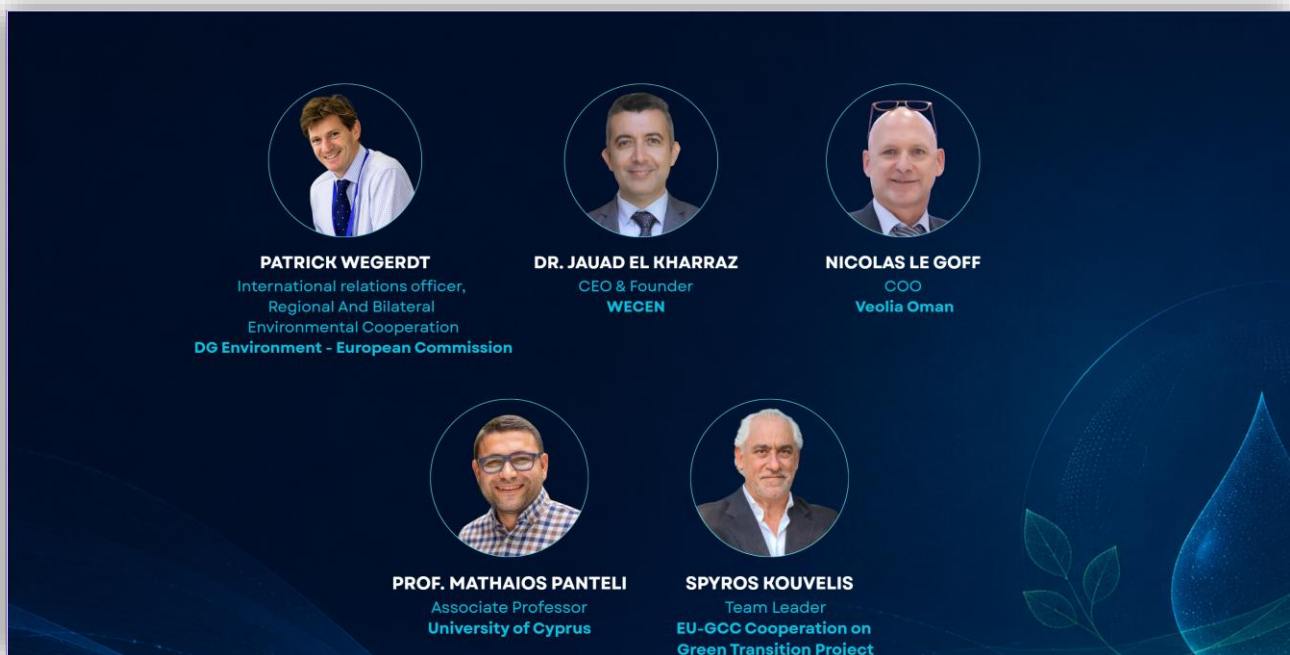 PATRICK WEGERDT
International relations officer,
Regional And Bilateral
Environmental Cooperation
DG Environment - European Commission
DR. JAUAD EL KHARRAZ
CEO & Founder
WECEN
NICOLAS LE GOFF
COO
Veolia Oman
PROF. MATHAIOS PANTELI
Associate Professor
University of Cyprus
SPYROS KOUVELIS
Team Leader
EU-GCC Cooperation on
Green Transition Project